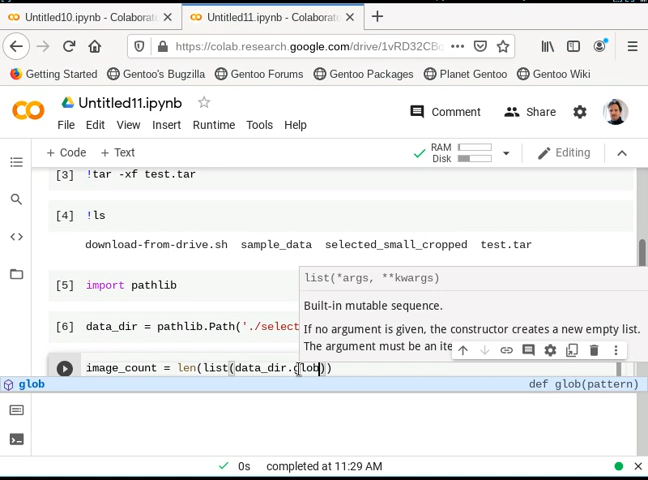 Untitled10.ipynb - Colaborat
Untitled11.ipynb - Colaborat
https://colab.research.google.com/drive/1vRD32CBc
Getting Started
Gentoo's Bugzilla
Gentoo Forums
Gentoo Packages
Planet Gentoo
Gentoo Wiki
Untitled11.ipynb
Comment
Share
File Edit View Insert Runtime Tools Help
+ Code + Text
RAM
Disk
Editing
[3] !tar -xf test.tar
[4] !ls
download-from-drive.sh sample_data selected_small_cropped test.tar
list(*args, **kwargs)
[5] import pathlib
Built-in mutable sequence.
[6] data_dir = pathlib.Path('./select
If no argument is given, the constructor creates a new empty list.
The argument must be an ite
image_count = len(list(data_dir.glob))
glob def glob(pattern)
0s completed at 11:29 AM